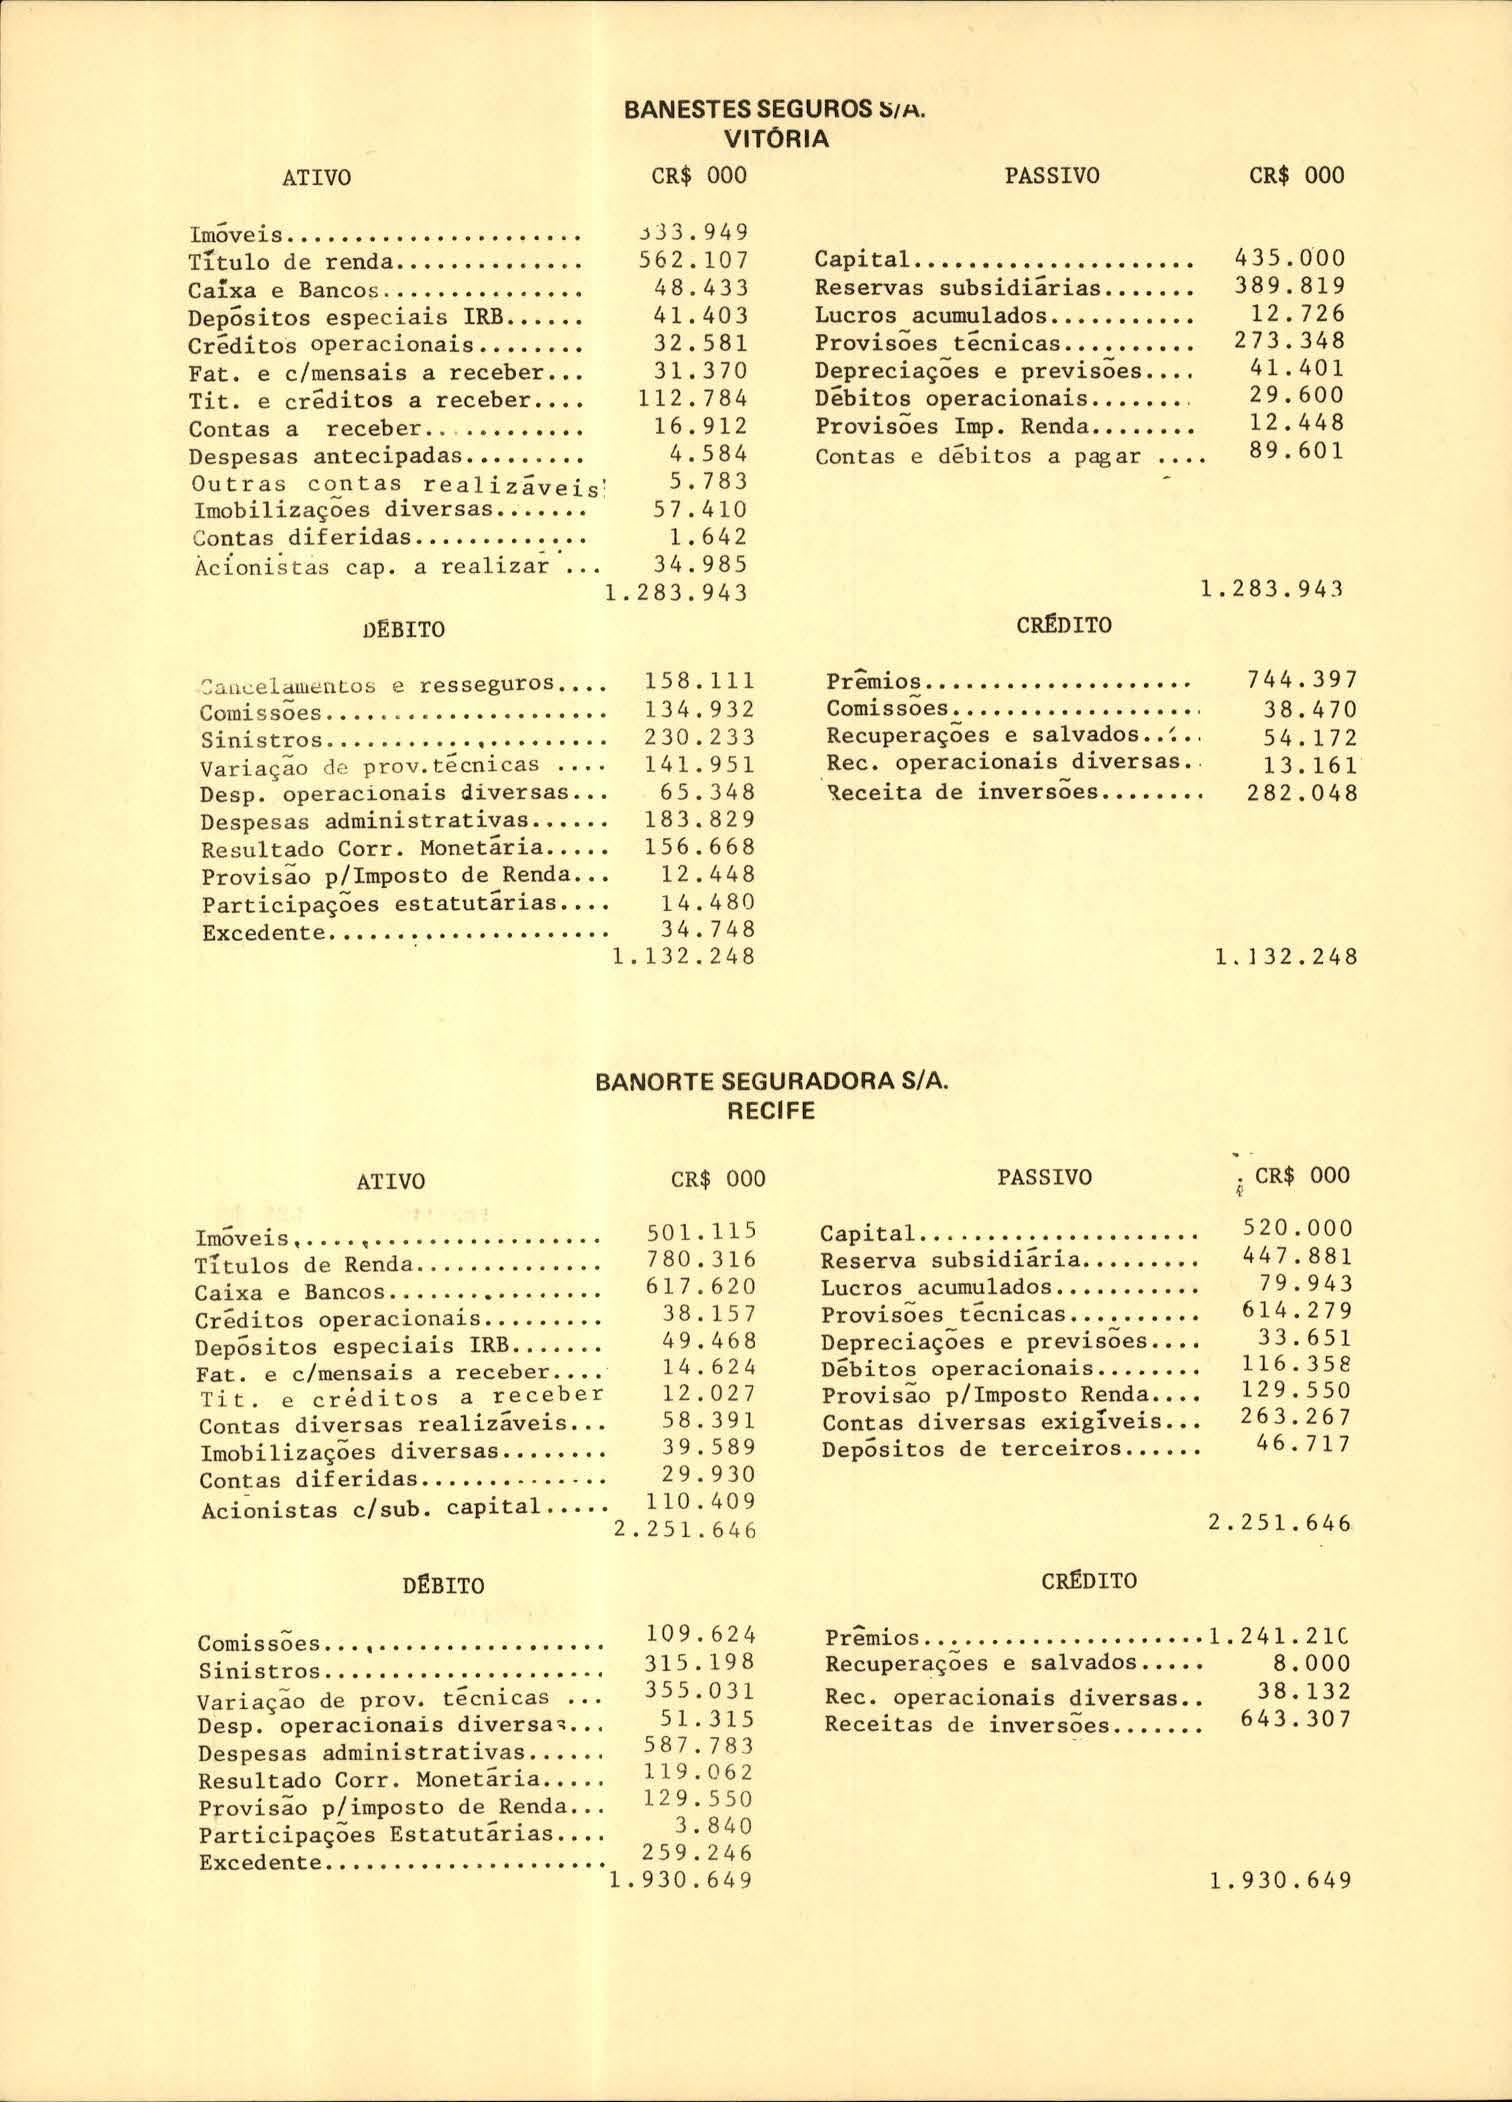 BANESTES SEGUROS S/A.
VITÓRIA
ATIVO CR$ 000 PASSIVO CR$ 000
Imóveis...................... 333.949
Título de renda.............. 562.107 Capital..................... 435.000
Caixa e Bancos............... 48.433 Reservas subsidiárias....... 389.819
Depósitos especiais IRB...... 41.403 Lucros acumulados........... 12.726
Créditos operacionais........ 32.581 Provisões técnicas.......... 273.348
Fat. e c/mensais a receber... 31.370 Depreciações e previsões.... 41.401
Tit. e créditos a receber.... 112.784 Débitos operacionais........ 29.600
Contas a receber............ 16.912 Provisões Imp. Renda........ 12.448
Despesas antecipadas......... 4.584 Contas e débitos a pagar .... 89.601
Outras contas realizáveis 5.783
Imobilizações diversas....... 57.410
Contas diferidas............. 1.642
Acionistas cap. a realizar ... 34.985
1.283.943 1.283.943
DÉBITO CRÉDITO
Cancelamentos e resseguros.... 158.111 Prêmios.................... 744.397
Comissões..................... 134.932 Comissões................... 38.470
Sinistros..................... 230.233 Recuperações e salvados..... 54.172
Variação de prov.técnicas .... 141.951 Rec. operacionais diversas.. 13.161
Desp. operacionais diversas... 65.348 Receita de inversões........ 282.048
Despesas administrativas...... 183.829
Resultado Corr. Monetária..... 156.668
Provisão p/Imposto de Renda... 12.448
Participações estatutárias.... 14.480
Excedente..................... 34.748
1.132.248 1.132.248
BANORTE SEGURADORA S/A.
RECIFE
ATIVO CR$ 000 PASSIVO CR$ 000
Imóveis....................... 501.115 Capital..................... 520.000
Títulos de Renda.............. 780.316 Reserva subsidiária......... 447.881
Caixa e Bancos................ 617.620 Lucros acumulados........... 79.943
Créditos operacionais......... 38.157 Provisões técnicas.......... 614.279
Depósitos especiais IRB....... 49.468 Depreciações e previsões.... 33.651
Fat. e c/mensais a receber.... 14.624 Débitos operacionais........ 116.358
Tit. e créditos a receber 12.027 Provisão p/Imposto Renda.... 129.550
Contas diversas realizáveis... 58.391 Contas diversas exigíveis... 263.267
Imobilizações diversas........ 39.589 Depósitos de terceiros...... 46.717
Contas diferidas.............. 29.930
Acionistas c/sub. capital..... 110.409
2.251.646 2.251.646
DÉBITO CRÉDITO
Comissões..................... 109.624 Prêmios.....................1.241.210
Sinistros..................... 315.198 Recuperações e salvados..... 8.000
Variação de prov. técnicas ... 355.031 Rec. operacionais diversas.. 38.132
Desp. operacionais diversas... 51.315 Receitas de inversões....... 643.307
Despesas administrativas...... 587.783
Resultado Corr. Monetária..... 119.062
Provisão p/imposto de Renda... 129.550
Participações Estatutárias.... 3.840
Excedente..................... 259.246
1.930.649 1.930.649